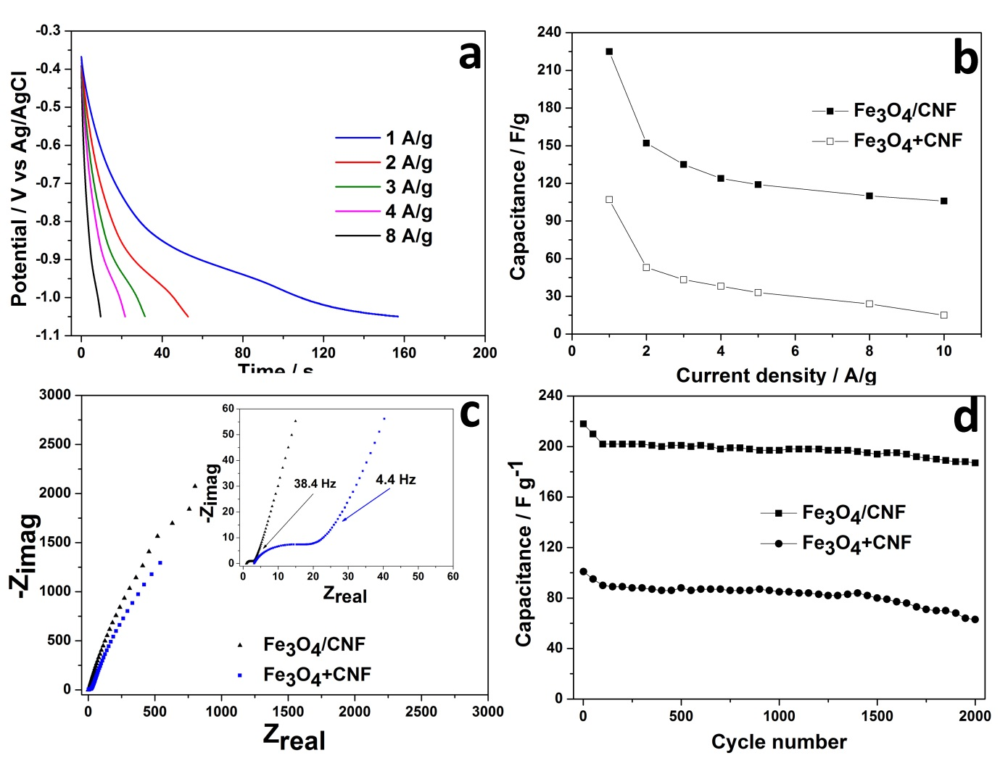 a
-0.3
-0.4
-0.5
-0.6
-0.7
-0.8
-0.9
-1.0
-1.1
Potential / V vs Ag/AgCl
1 A/g
2 A/g
3 A/g
4 A/g
8 A/g
0 40 80 120 160 200
Time / s
b
240
210
180
150
120
90
60
30
0
Capacitance / F/g
Fe3O4/CNF
Fe3O4+CNF
0 2 4 6 8 10
Current density / A/g
c
3000
2500
2000
1500
1000
500
0
-Zimag
60
50
40
30
20
10
0
-Zimag
38.4 Hz
4.4 Hz
0 10 20 30 40 50 60
Zreal
Fe3O4/CNF
Fe3O4+CNF
0 500 1000 1500 2000 2500 3000
Zreal
d
240
200
160
120
80
40
0
Capacitance / F g-1
Fe3O4/CNF
Fe3O4+CNF
0 500 1000 1500 2000
Cycle number